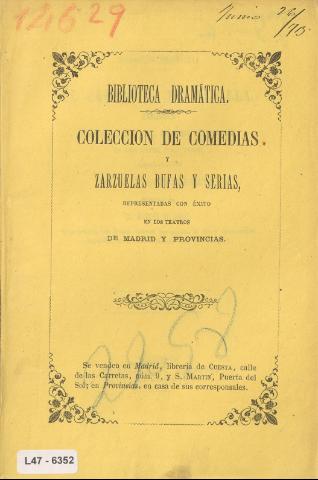 14629
Junio 26/73
BIBLIOTECA DRAMÁTICA.
COLECCION DE COMEDIAS
Y
ZARZUELAS BUFAS Y SERIAS,
REPRESENTADAS CON ÉXITO
EN LOS TEATROS
DE MADRID Y PROVINCIAS.
Se venden en Madrid, librería de CUESTA, calle
de las Carretas, núm. 9, y S. MARTIN, Puerta del
Sol; en Provincias, en casa de sus corresponsales.
L47 - 6352